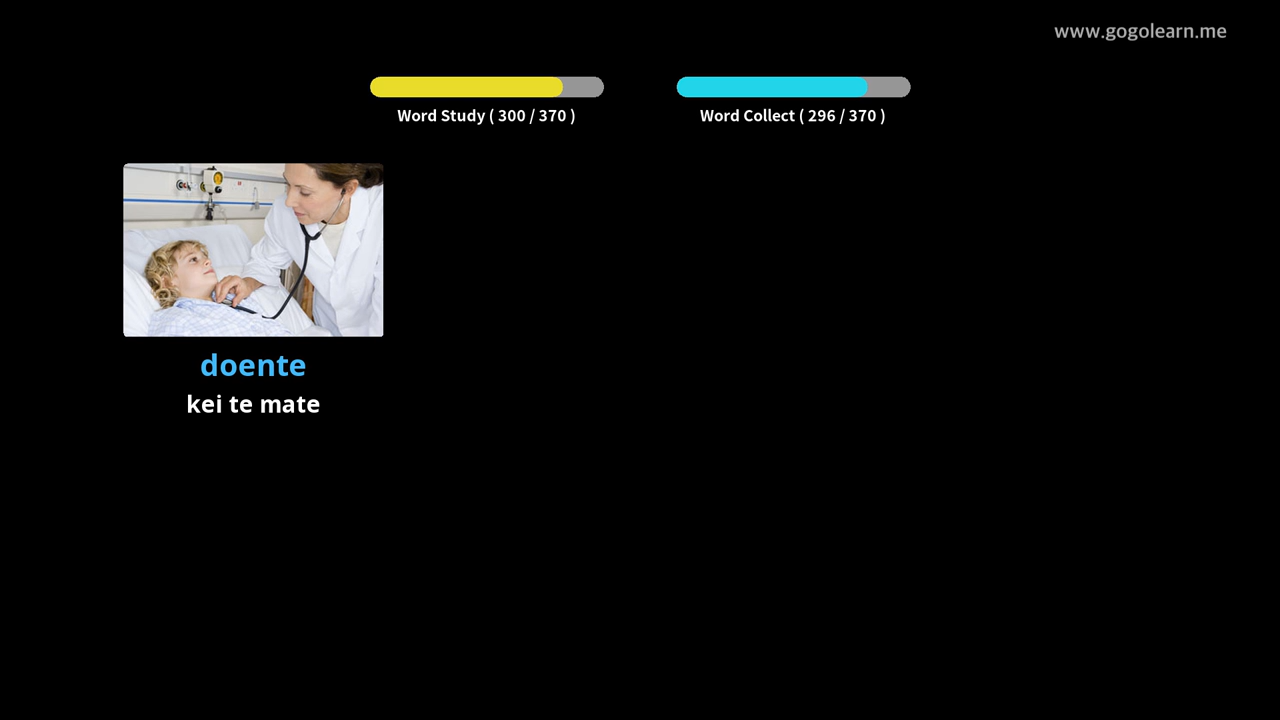 www.gogolearn.me
Word Study ( 300 / 370 )
Word Collect ( 296 / 370 )
doente
kei te mate